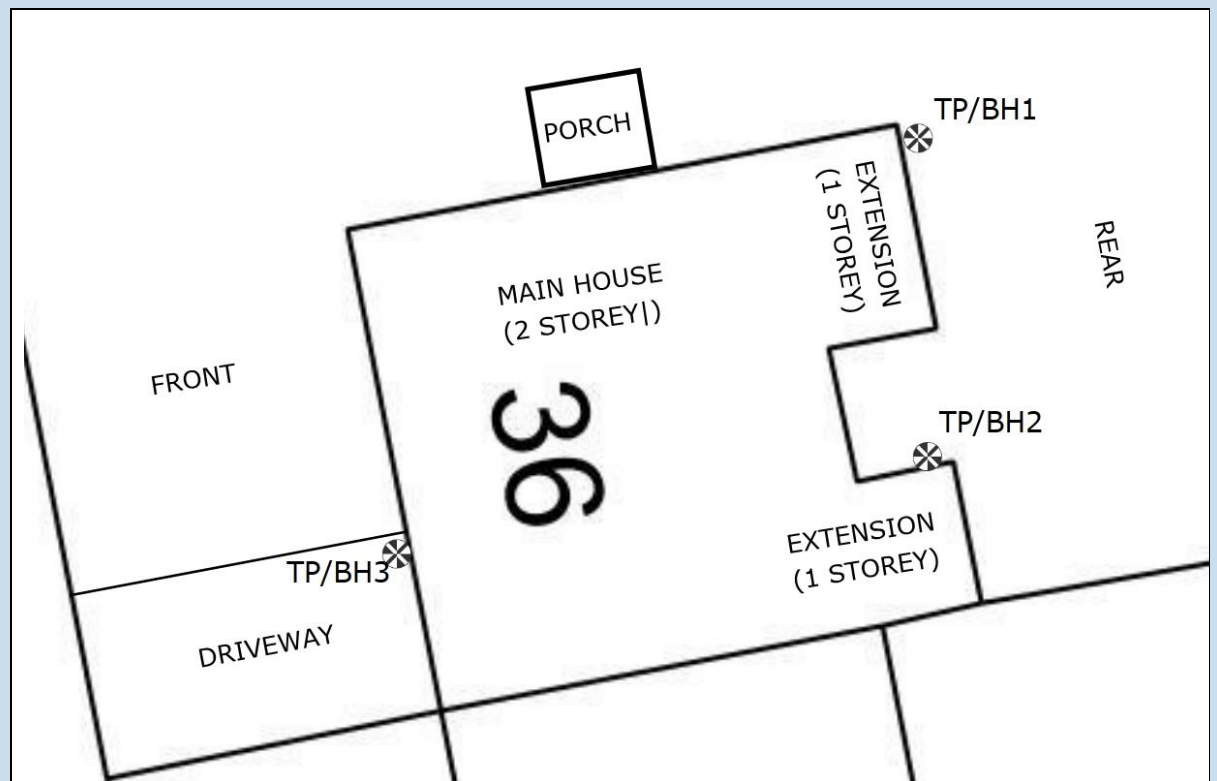 PORCH
TP/BH1
EXTENSION
(1 STOREY)
REAR
MAIN HOUSE
(2 STOREY|)
FRONT
36
TP/BH2
EXTENSION
(1 STOREY)
TP/BH3
DRIVEWAY